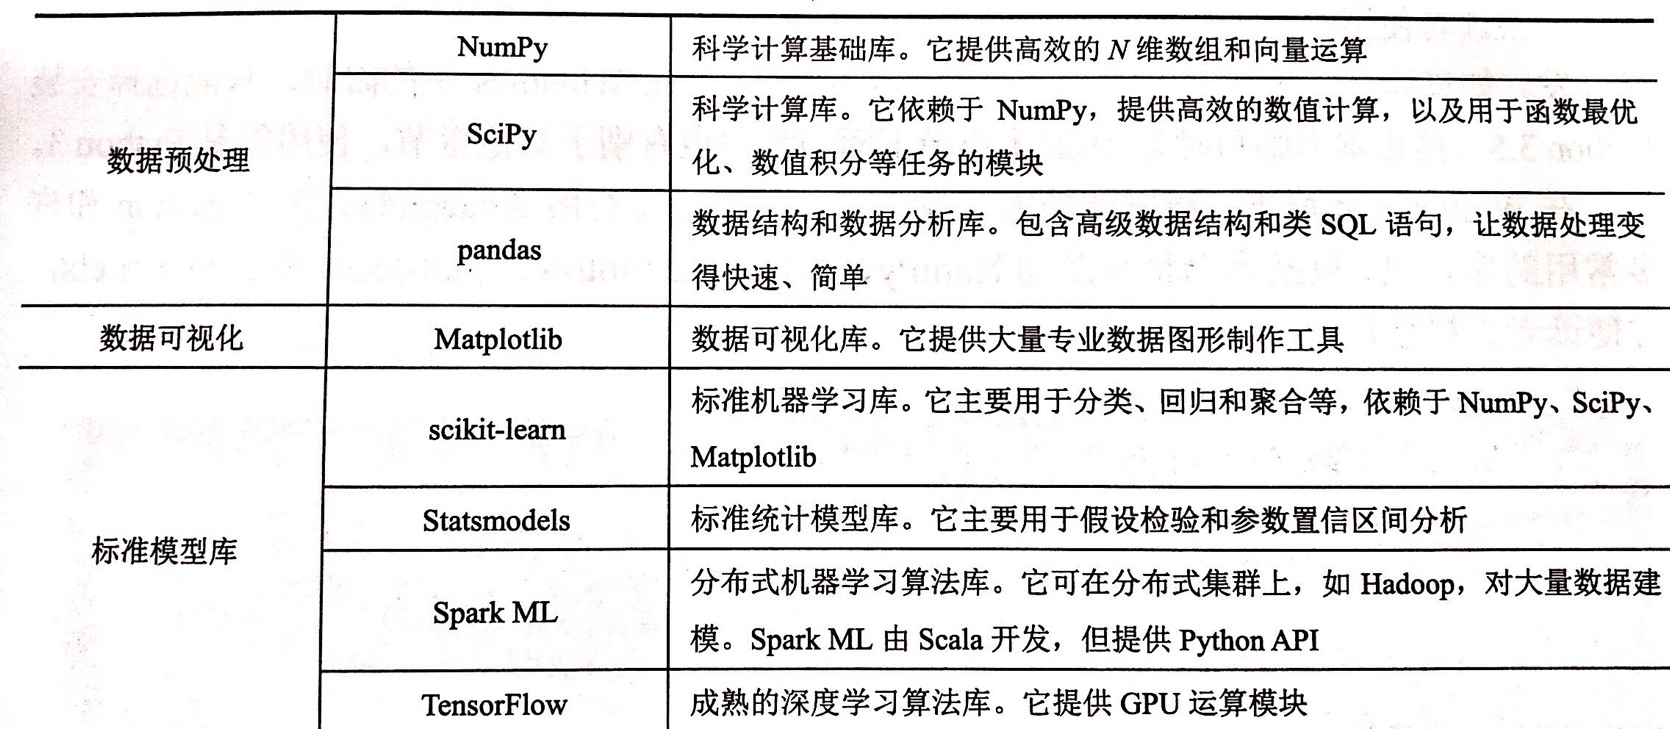 NumPy
科学计算基础库。它提供高效的 N 维数组和向量运算
数据预处理
SciPy
科学计算库。它依赖于 NumPy，提供高效的数值计算，以及用于函数最优
化、数值积分等任务的模块
pandas
数据结构和数据分析库。包含高级数据结构和类 SQL 语句，让数据处理变
得快速、简单
数据可视化
Matplotlib
数据可视化库。它提供大量专业数据图形制作工具
标准模型库
scikit-learn
标准机器学习库。它主要用于分类、回归和聚合等，依赖于 NumPy、SciPy、
Matplotlib
Statsmodels
标准统计模型库。它主要用于假设检验和参数置信区间分析
Spark ML
分布式机器学习算法库。它可在分布式集群上，如 Hadoop，对大量数据建
模。Spark ML 由 Scala 开发，但提供 Python API
TensorFlow
成熟的深度学习算法库。它提供 GPU 运算模块